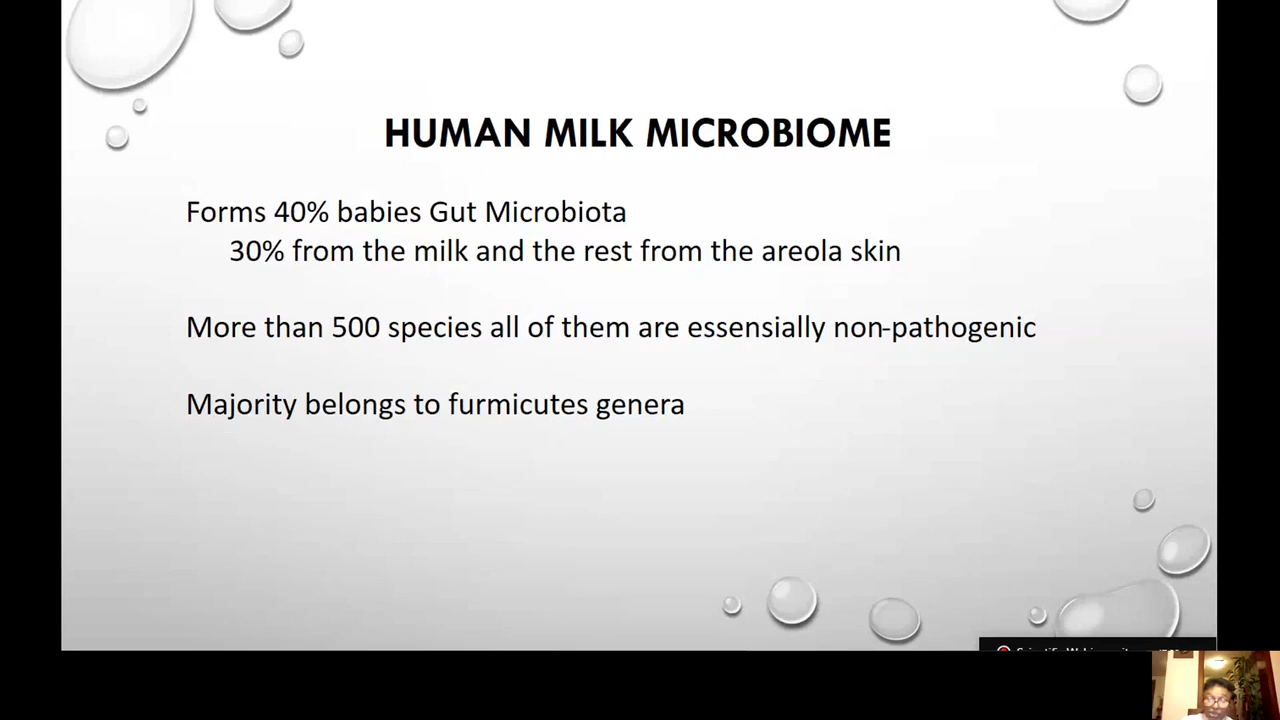 HUMAN MILK MICROBIOME
Forms 40% babies Gut Microbiota
30% from the milk and the rest from the areola skin
More than 500 species all of them are essensially non-pathogenic
Majority belongs to furmicutes genera